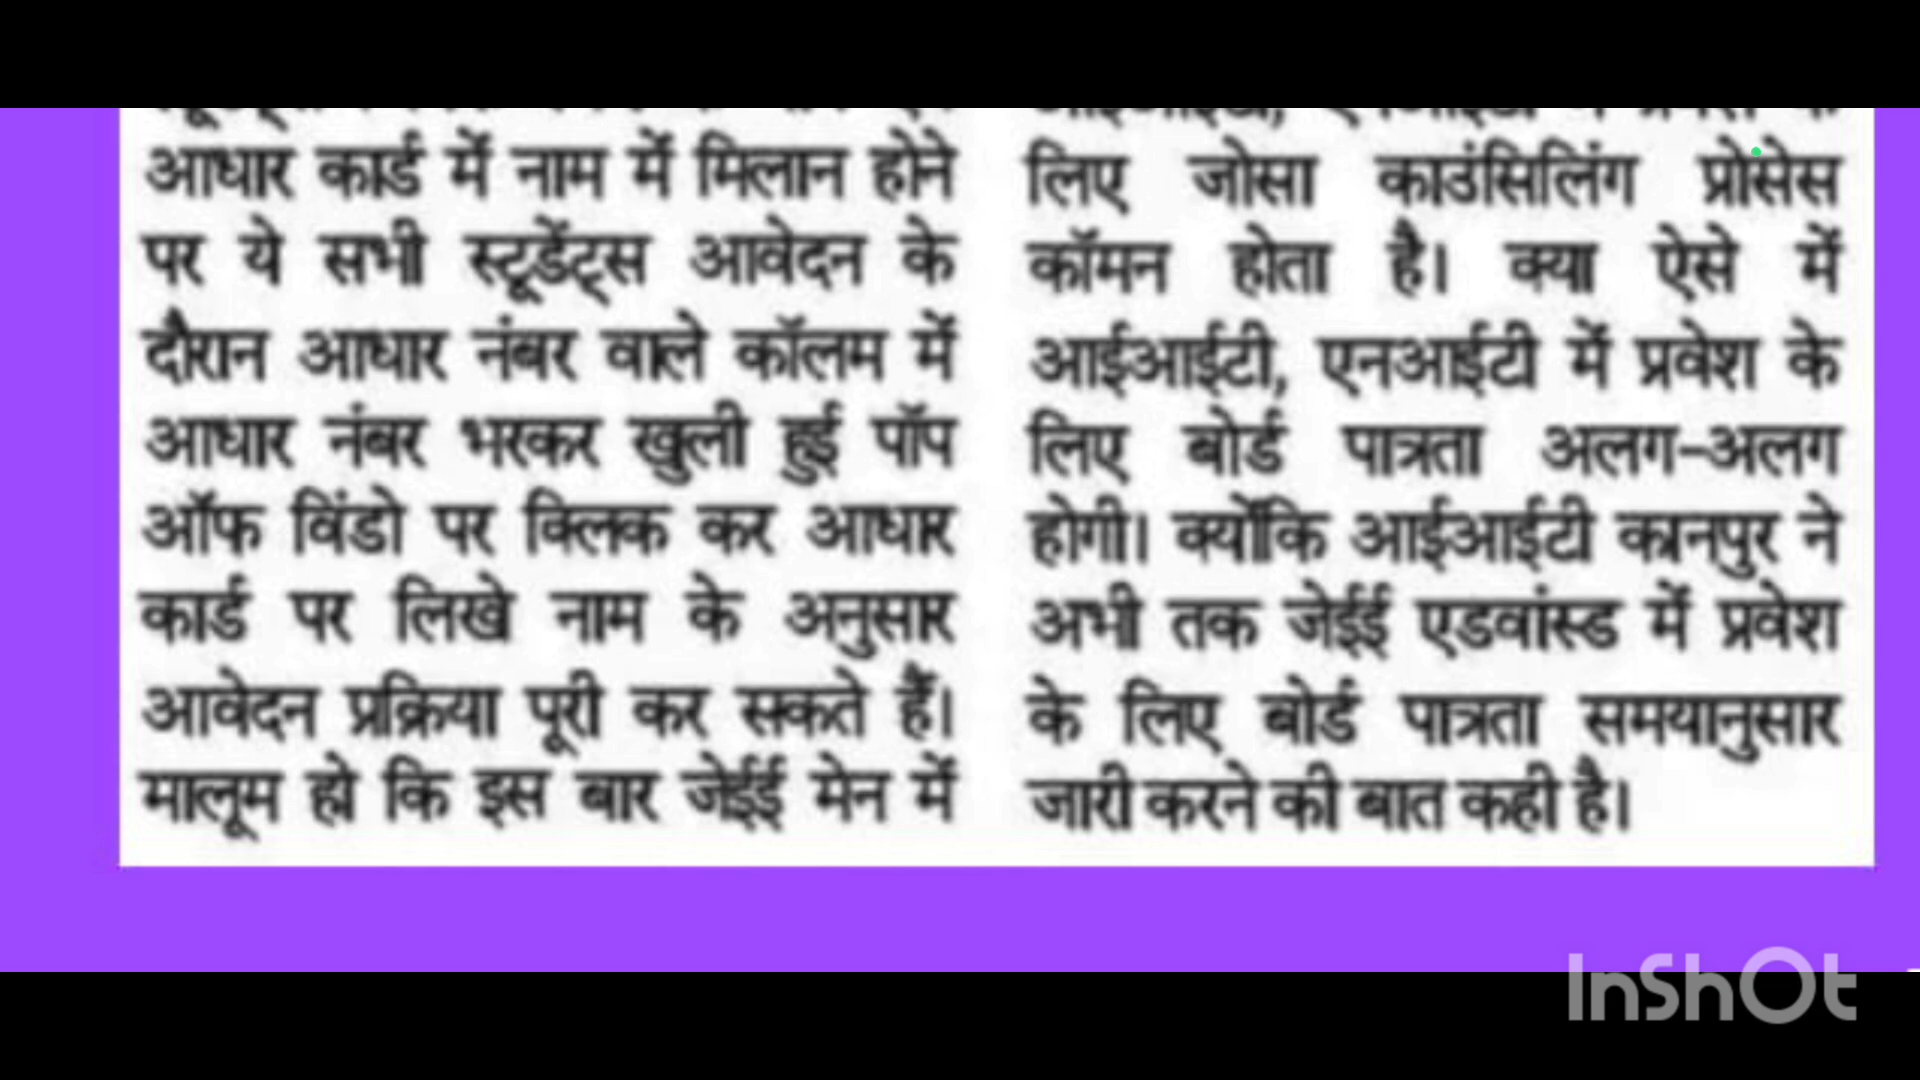 आधार कार्ड में नाम में मिलान होने
पर ये सभी स्टूडेंट्स आवेदन के
दौरान आधार नंबर वाले कॉलम में
आधार नंबर भरकर खुली हुई पॉप
ऑफ विंडो पर क्लिक कर आधार
कार्ड पर लिखे नाम के अनुसार
आवेदन प्रक्रिया पूरी कर सकते हैं।
मालूम हो कि इस बार जेईई मेन में
लिए जोसा काउंसिलिंग प्रोसेस
कॉमन होता है। क्या ऐसे में
आईआईटी, एनआईटी में प्रवेश के
लिए बोर्ड पात्रता अलग-अलग
होगी। क्योंकि आईआईटी कानपुर ने
अभी तक जेईई एडवांस्ड में प्रवेश
के लिए बोर्ड पात्रता समयानुसार
जारी करने की बात कही है।
InShOt